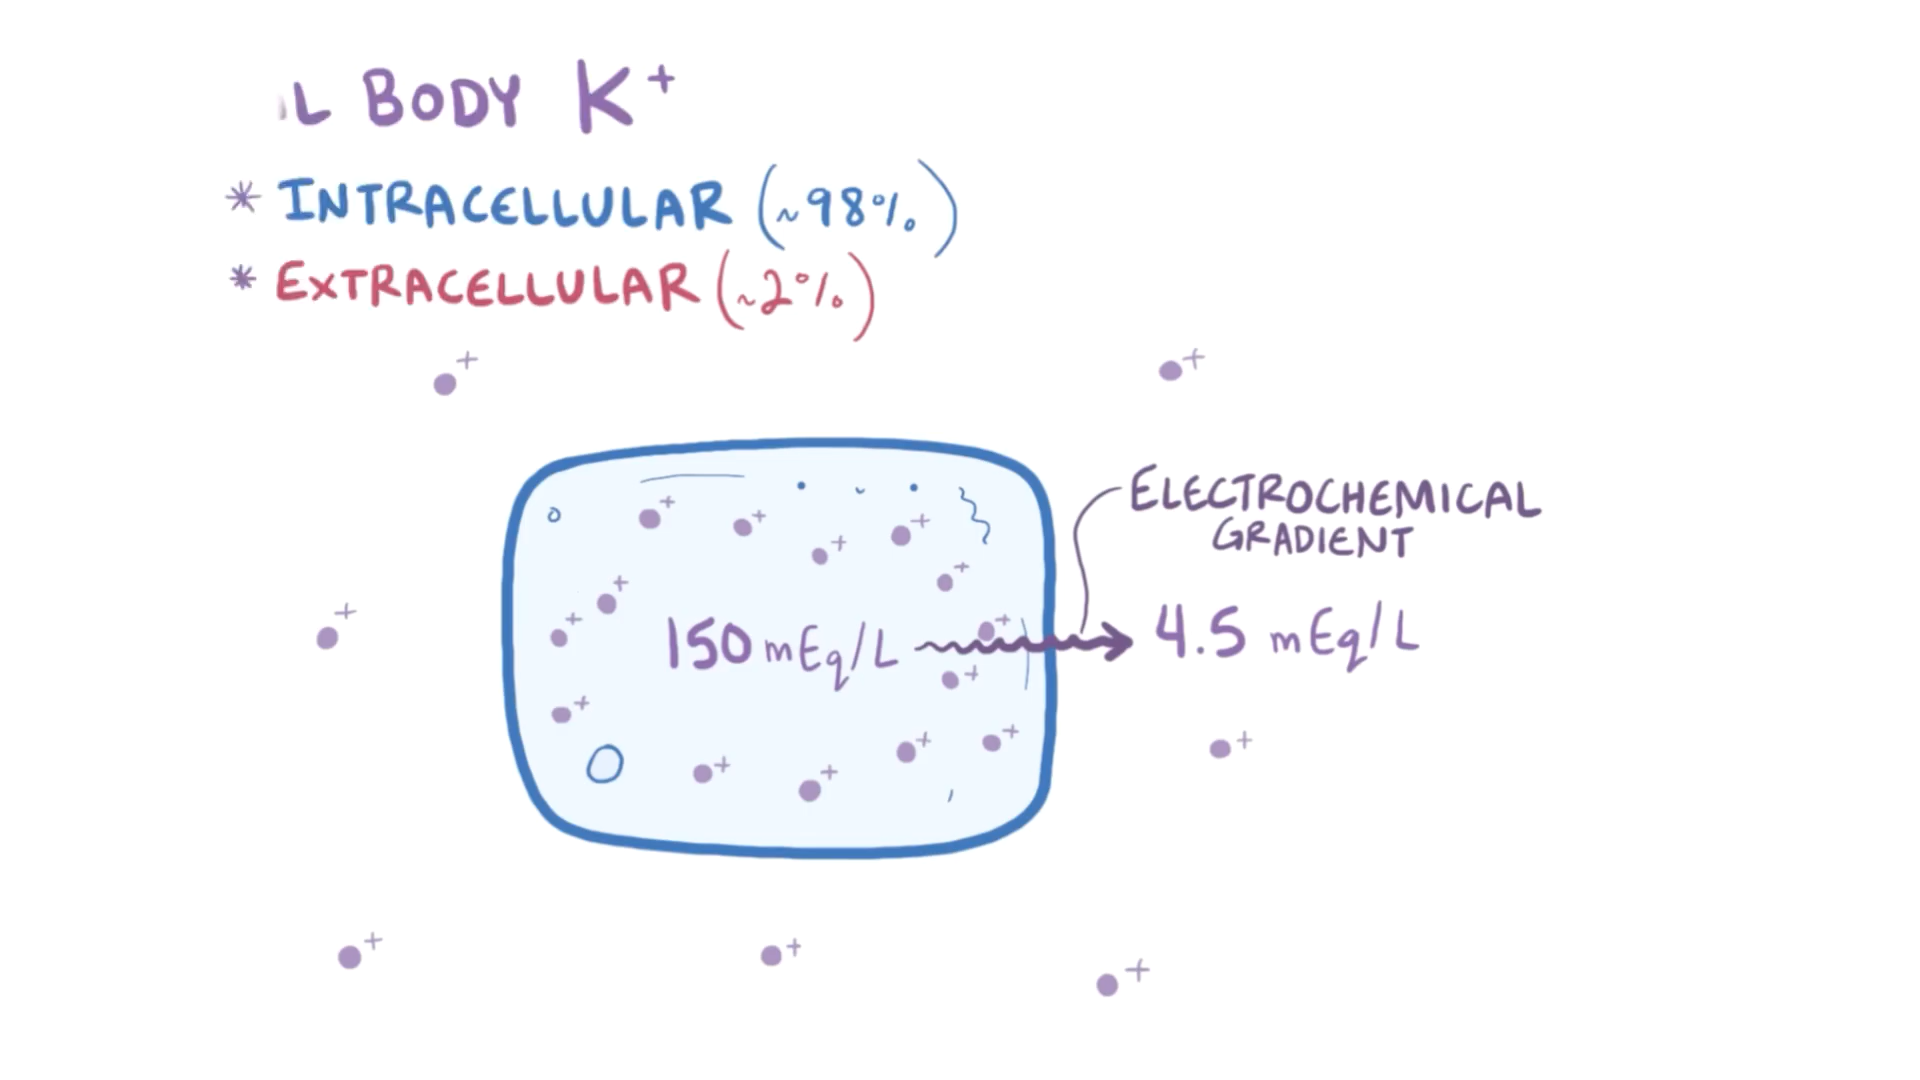 L BODY K⁺
* INTRACELLULAR (~98%)
* EXTRACELLULAR (~2%)
ELECTROCHEMICAL
GRADIENT
150 mEq/L
4.5 mEq/L